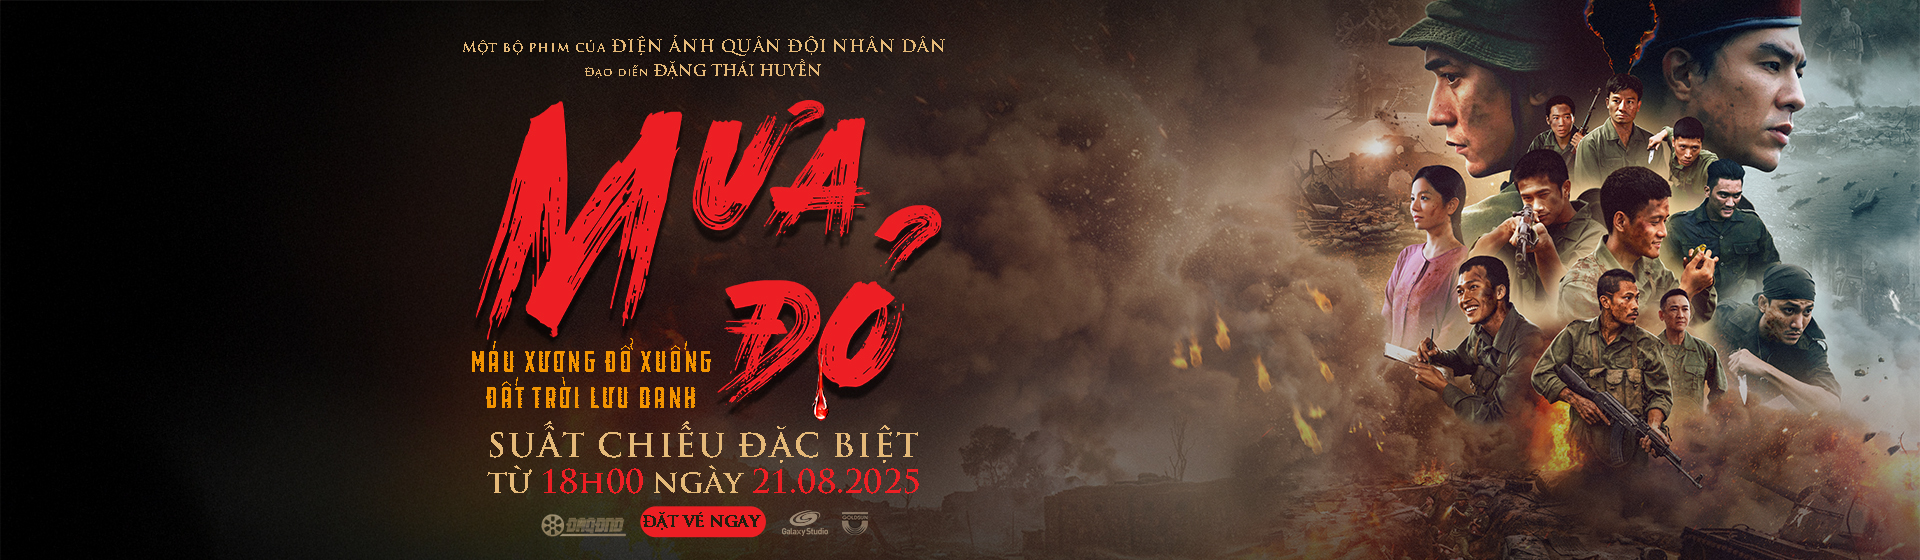 MỘT BỘ PHIM CỦA ĐIỆN ẢNH QUÂN ĐỘI NHÂN DÂN
ĐẠO DIỄN ĐẶNG THÁI HUYỀN
MƯA
ĐỎ
MÁU XƯƠNG ĐỔ XUỐNG
ĐẤT TRỜI LƯU DANH
SUẤT CHIẾU ĐẶC BIỆT
TỪ 18H00 NGÀY 21.08.2025
ĐẶT VÉ NGAY
Galaxy Studio
GOLDSUN